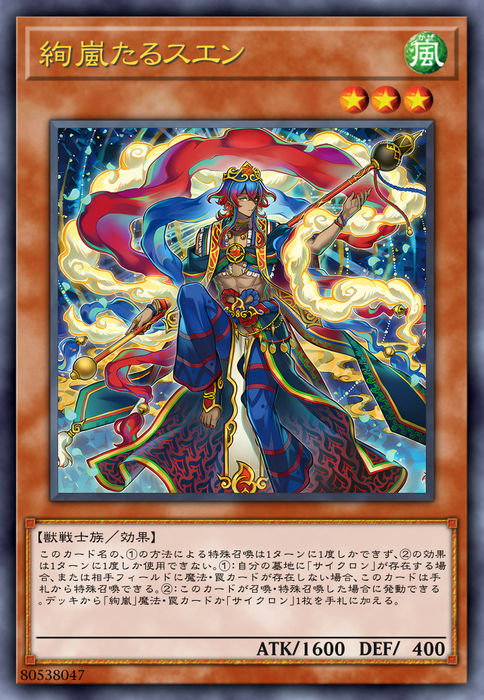 絢嵐たるスエン
かぜ
風
【獣戦士族／効果】
このカード名の、①の方法による特殊召喚は1ターンに1度しかできず、②の効果
は1ターンに1度しか使用できない。①：自分の墓地に「サイクロン」が存在する場
合、または相手フィールドに魔法・罠カードが存在しない場合、このカードは手
札から特殊召喚できる。②：このカードが召喚・特殊召喚した場合に発動できる
。デッキから「絢嵐」魔法・罠カードか「サイクロン」1枚を手札に加える。
ATK/1600 DEF/ 400
80538047